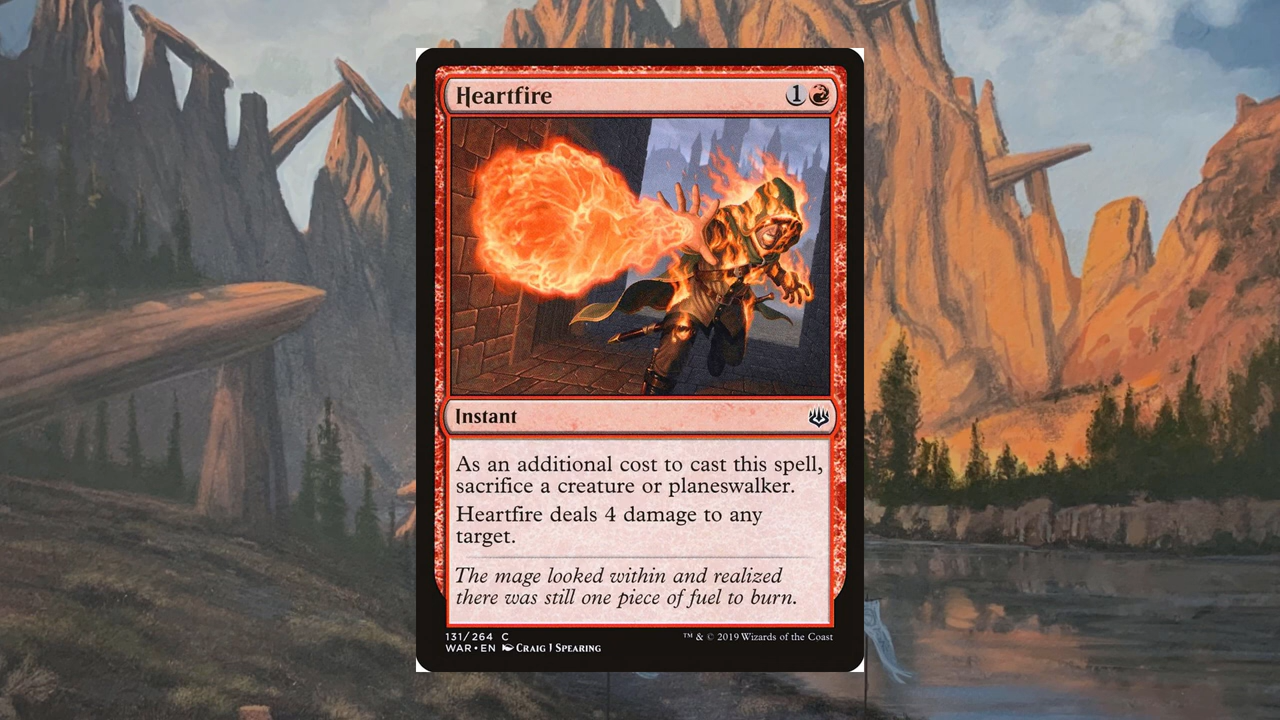 Heartfire 1
Instant
As an additional cost to cast this spell,
sacrifice a creature or planeswalker.
Heartfire deals 4 damage to any
target.
The mage looked within and realized
there was still one piece of fuel to burn.
131/264 C
WAR • EN Craig J Spearing
™ & © 2019 Wizards of the Coast